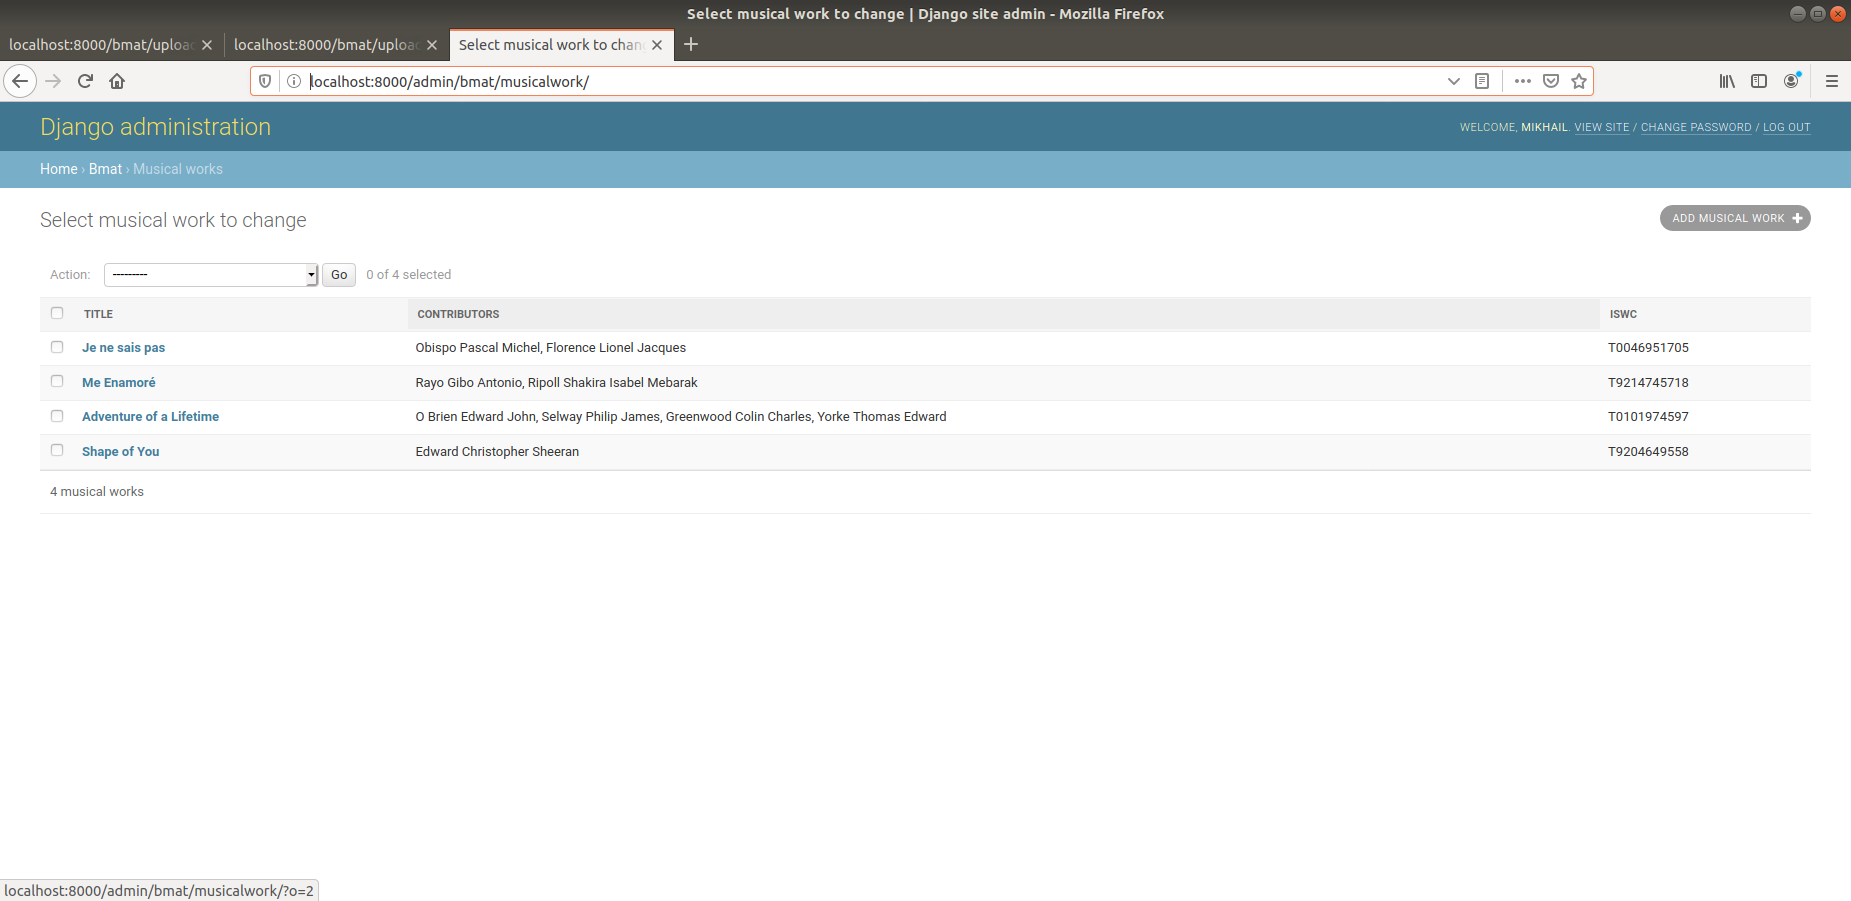 Select musical work to change | Django site admin - Mozilla Firefox
localhost:8000/bmat/uploa localhost:8000/bmat/uploa Select musical work to chan
localhost:8000/admin/bmat/musicalwork/
Django administration
WELCOME, MIKHAIL. VIEW SITE / CHANGE PASSWORD / LOG OUT
Home › Bmat › Musical works
Select musical work to change
ADD MUSICAL WORK +
Action: --------- Go 0 of 4 selected
TITLE CONTRIBUTORS ISWC
Je ne sais pas Obispo Pascal Michel, Florence Lionel Jacques T0046951705
Me Enamoré Rayo Gibo Antonio, Ripoll Shakira Isabel Mebarak T9214745718
Adventure of a Lifetime O Brien Edward John, Selway Philip James, Greenwood Colin Charles, Yorke Thomas Edward T0101974597
Shape of You Edward Christopher Sheeran T9204649558
4 musical works
localhost:8000/admin/bmat/musicalwork/?o=2